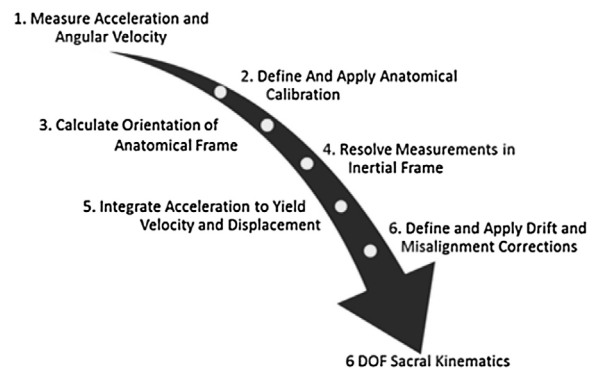 1. Measure Acceleration and
Angular Velocity
2. Define And Apply Anatomical
Calibration
3. Calculate Orientation of
Anatomical Frame
4. Resolve Measurements in
Inertial Frame
5. Integrate Acceleration to Yield
Velocity and Displacement
6. Define and Apply Drift and
Misalignment Corrections
6 DOF Sacral Kinematics